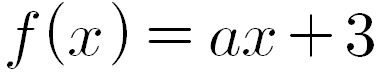 f(x) = ax + 3